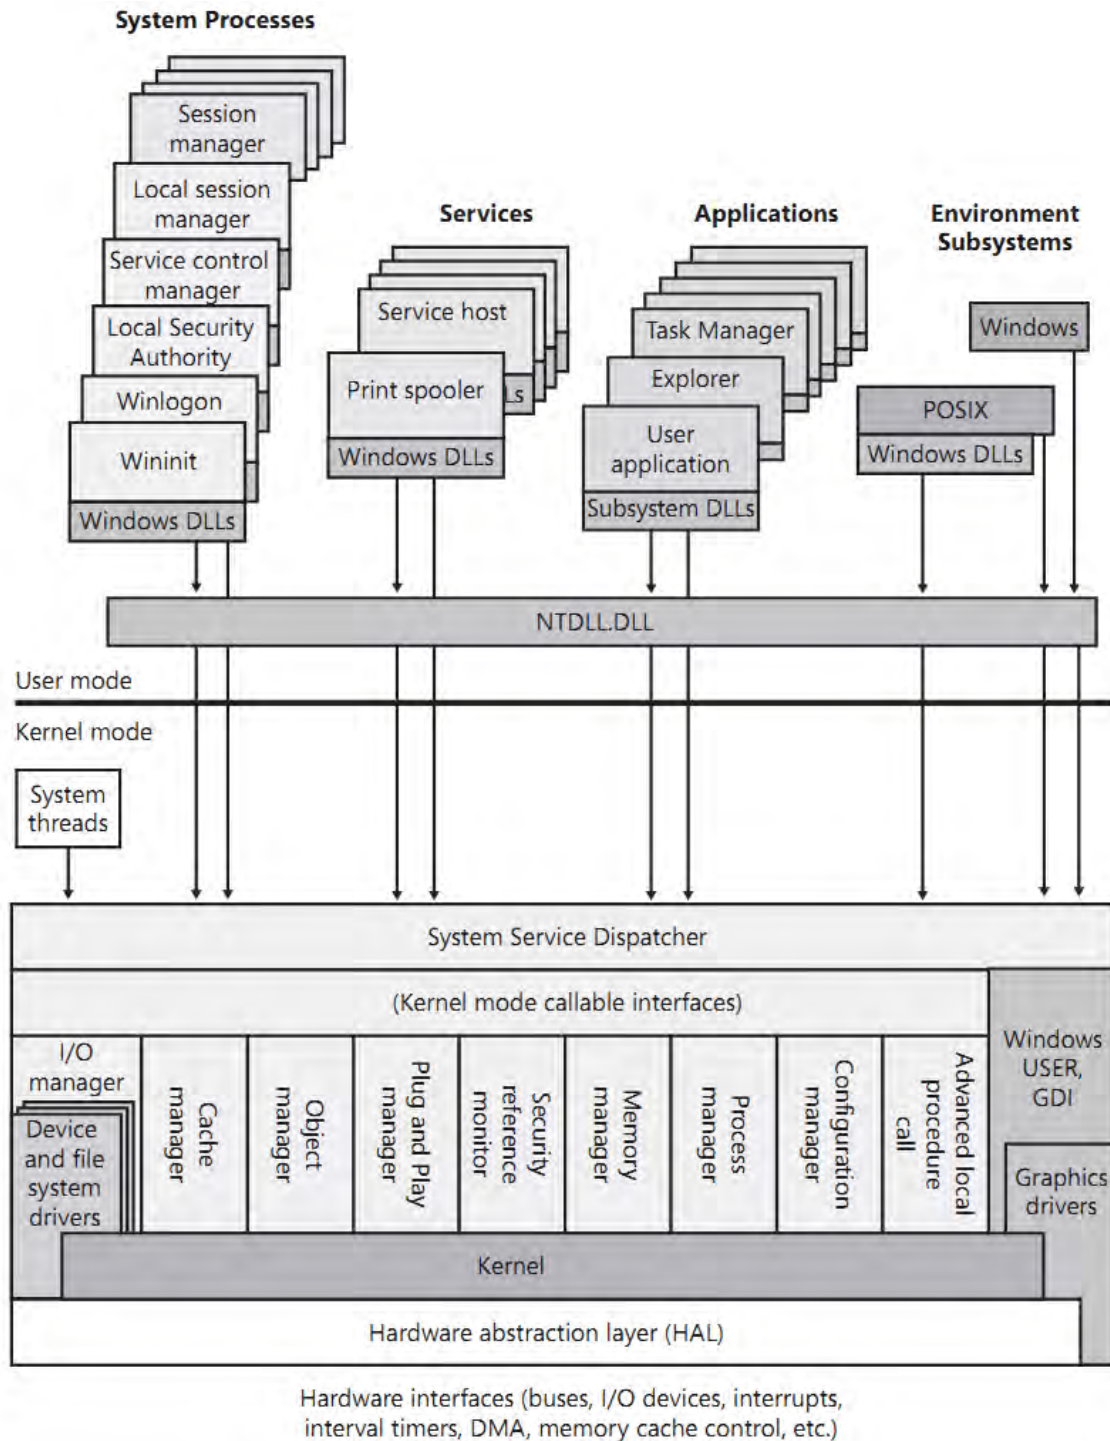 System Processes
Session
manager
Local session
manager
Service control
manager
Local Security
Authority
Winlogon
Wininit
Windows DLLs
Services
Service host
Print spooler
Ls
Windows DLLs
Applications
Task Manager
Explorer
User
application
Subsystem DLLs
Environment
Subsystems
Windows
POSIX
Windows DLLs
NTDLL.DLL
User mode
Kernel mode
System
threads
System Service Dispatcher
(Kernel mode callable interfaces)
I/O
manager
Device
and file
system
drivers
Cache
manager
Object
manager
Plug and Play
manager
Security
reference
monitor
Memory
manager
Process
manager
Configuration
manager
Advanced local
procedure
call
Windows
USER,
GDI
Graphics
drivers
Kernel
Hardware abstraction layer (HAL)
Hardware interfaces (buses, I/O devices, interrupts,
interval timers, DMA, memory cache control, etc.)